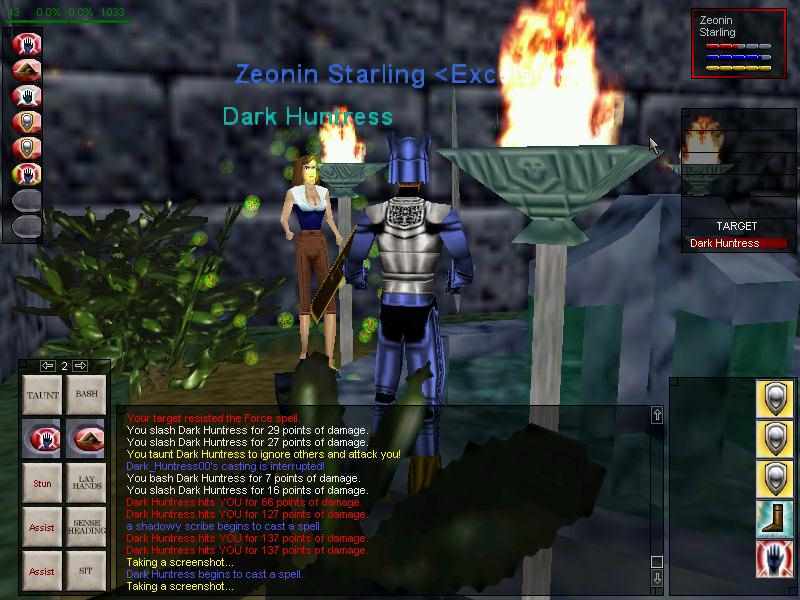 43 0.0% 0.0% 1033
Zeonin
Starling
Zeonin Starling <Exc
Dark Huntress
TARGET
Dark Huntress
2
TAUNT
BASH
Stun
LAY HANDS
Assist
SENSE HEADING
Assist
SIT
Your target resisted the Force spell
You slash Dark Huntress for 29 points of damage.
You slash Dark Huntress for 27 points of damage.
You taunt Dark Huntress to ignore others and attack you!
Dark_Huntress00's casting is interrupted!
You bash Dark Huntress for 7 points of damage.
You slash Dark Huntress for 16 points of damage.
Dark Huntress hits YOU for 66 points of damage.
Dark Huntress hits YOU for 127 points of damage.
a shadowy scribe begins to cast a spell.
Dark Huntress hits YOU for 137 points of damage.
Dark Huntress hits YOU for 137 points of damage.
Taking a screenshot...
Dark Huntress begins to cast a spell.
Taking a screenshot...